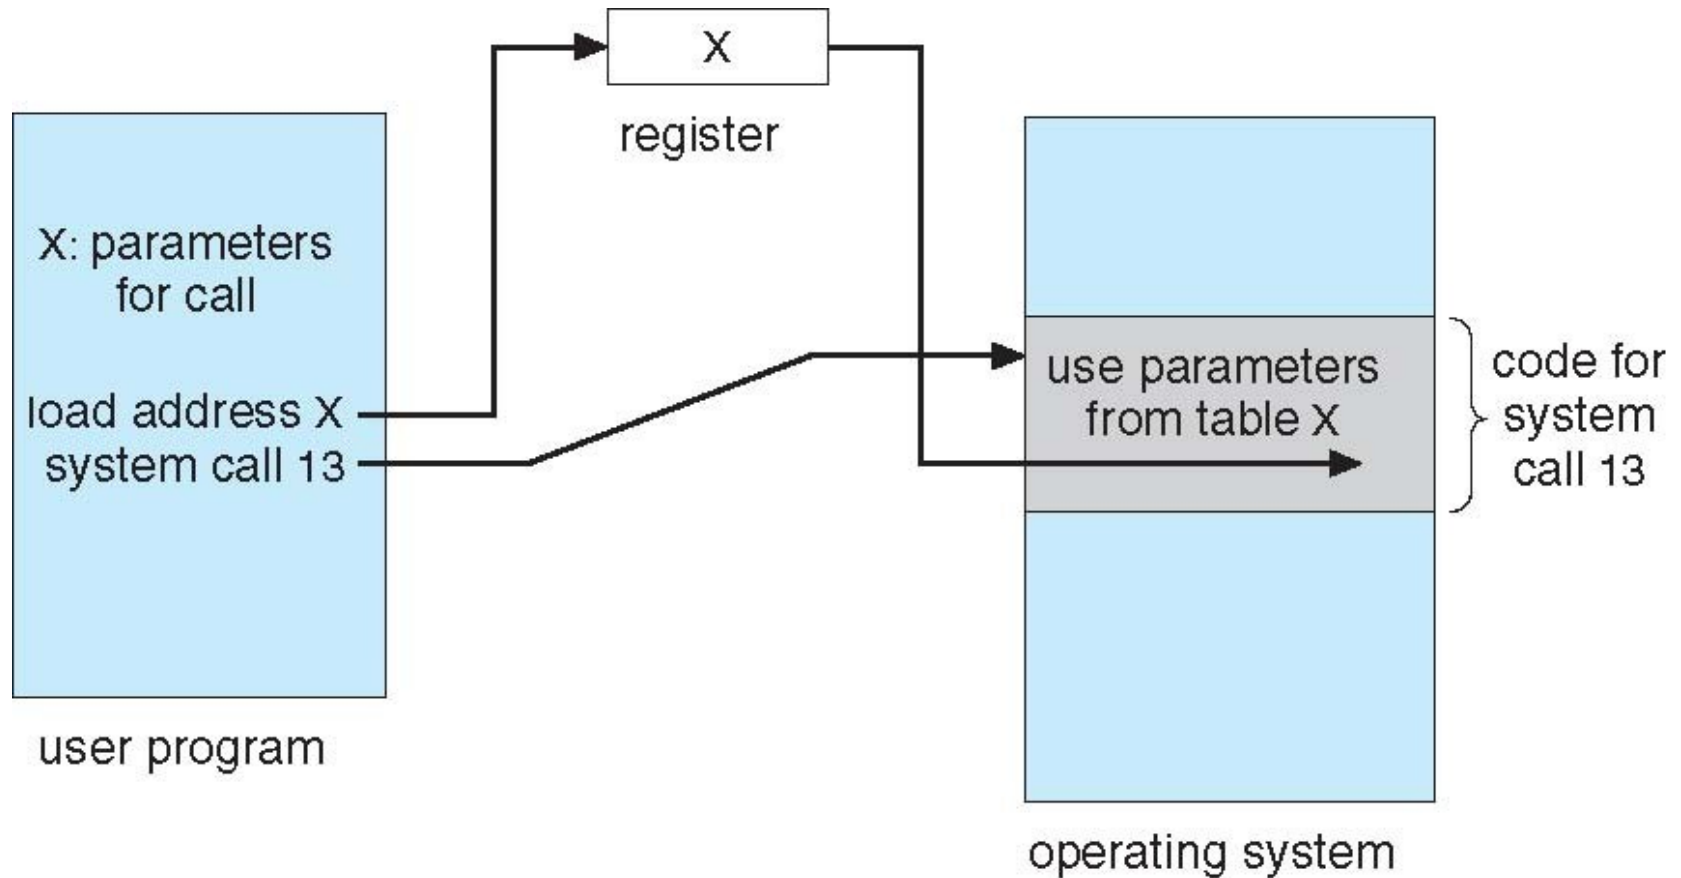 X
register
X: parameters
for call
load address X
system call 13
user program
use parameters
from table X
code for
system
call 13
operating system